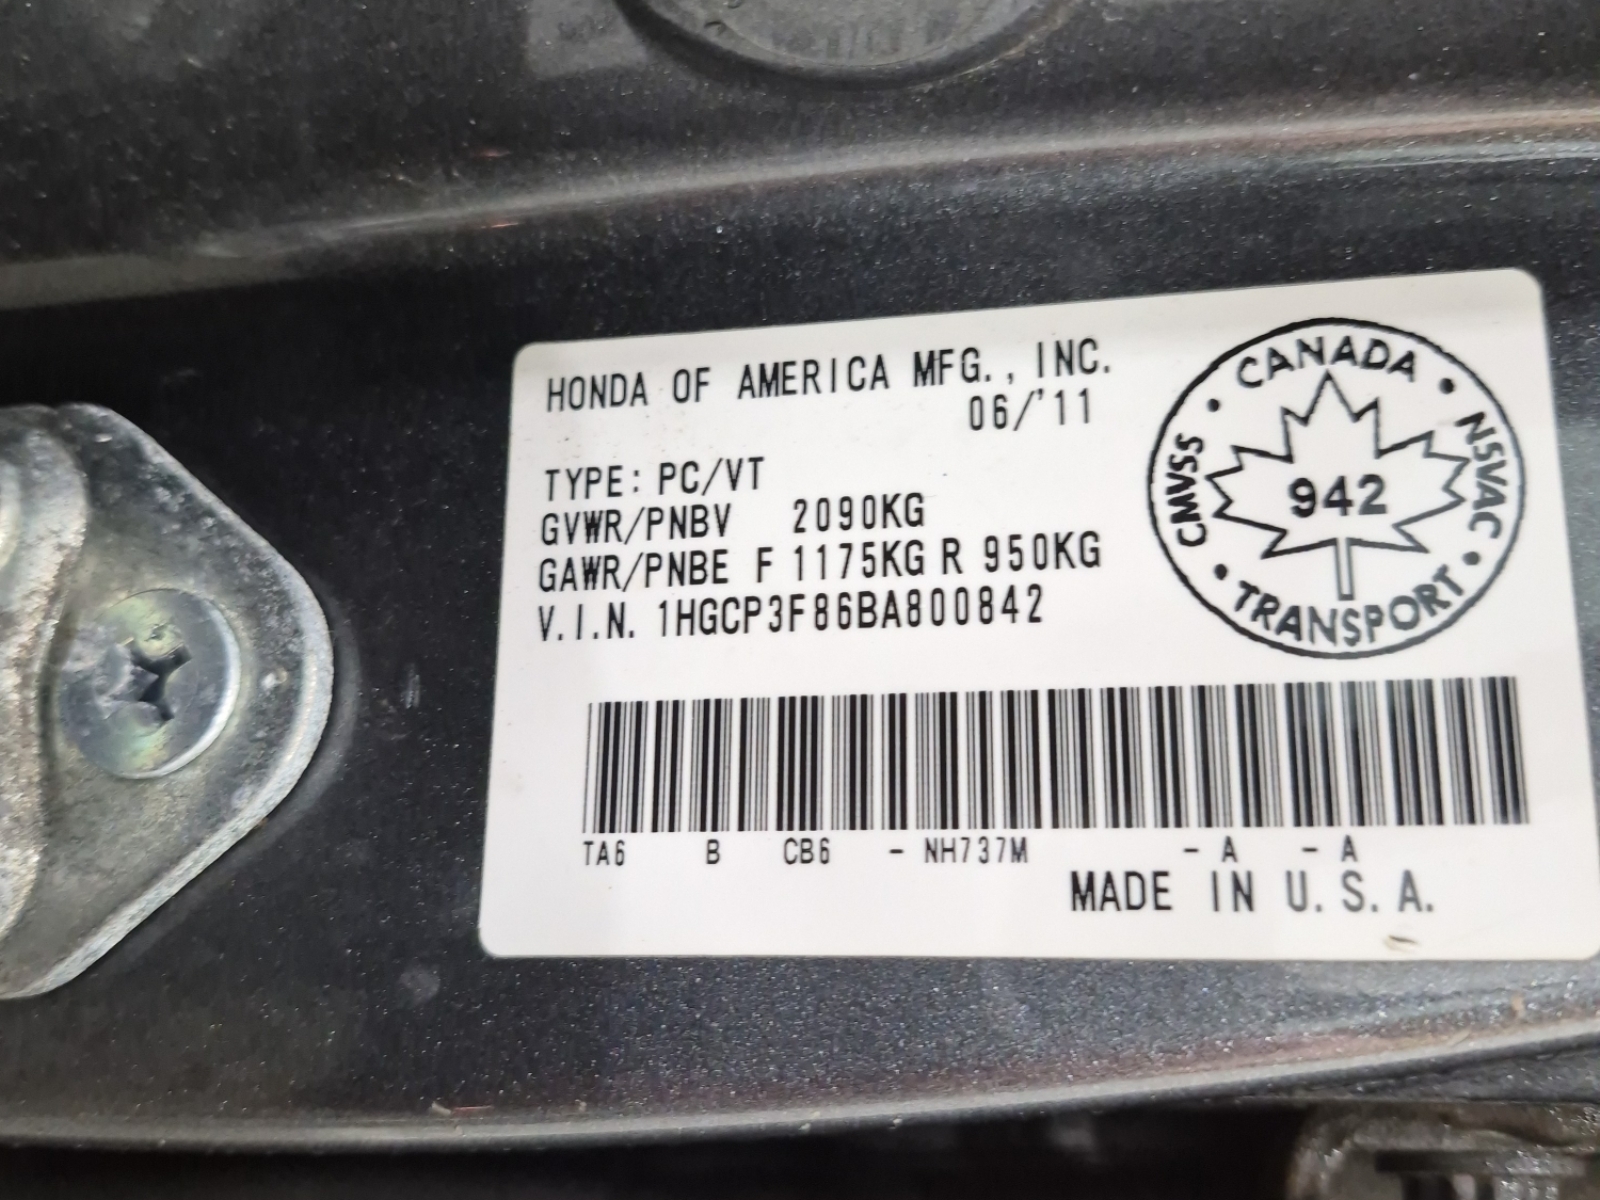 HONDA OF AMERICA MFG., INC.
06/'11
TYPE: PC/VT
GVWR/PNBV 2090KG
GAWR/PNBE F 1175KG R 950KG
V.I.N. 1HGCP3F86BA800842
CANADA
CMVSS
942
NSVAC
TRANSPORT
TA6 B CB6 - NH737M - A - A
MADE IN U.S.A.